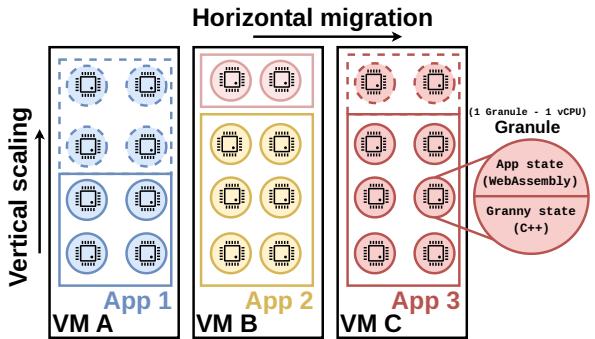 Horizontal migration
Vertical scaling
(1 Granule - 1 vCPU)
Granule
App state
(WebAssembly)
Granny state
(C++)
App 1
App 2
App 3
VM A
VM B
VM C